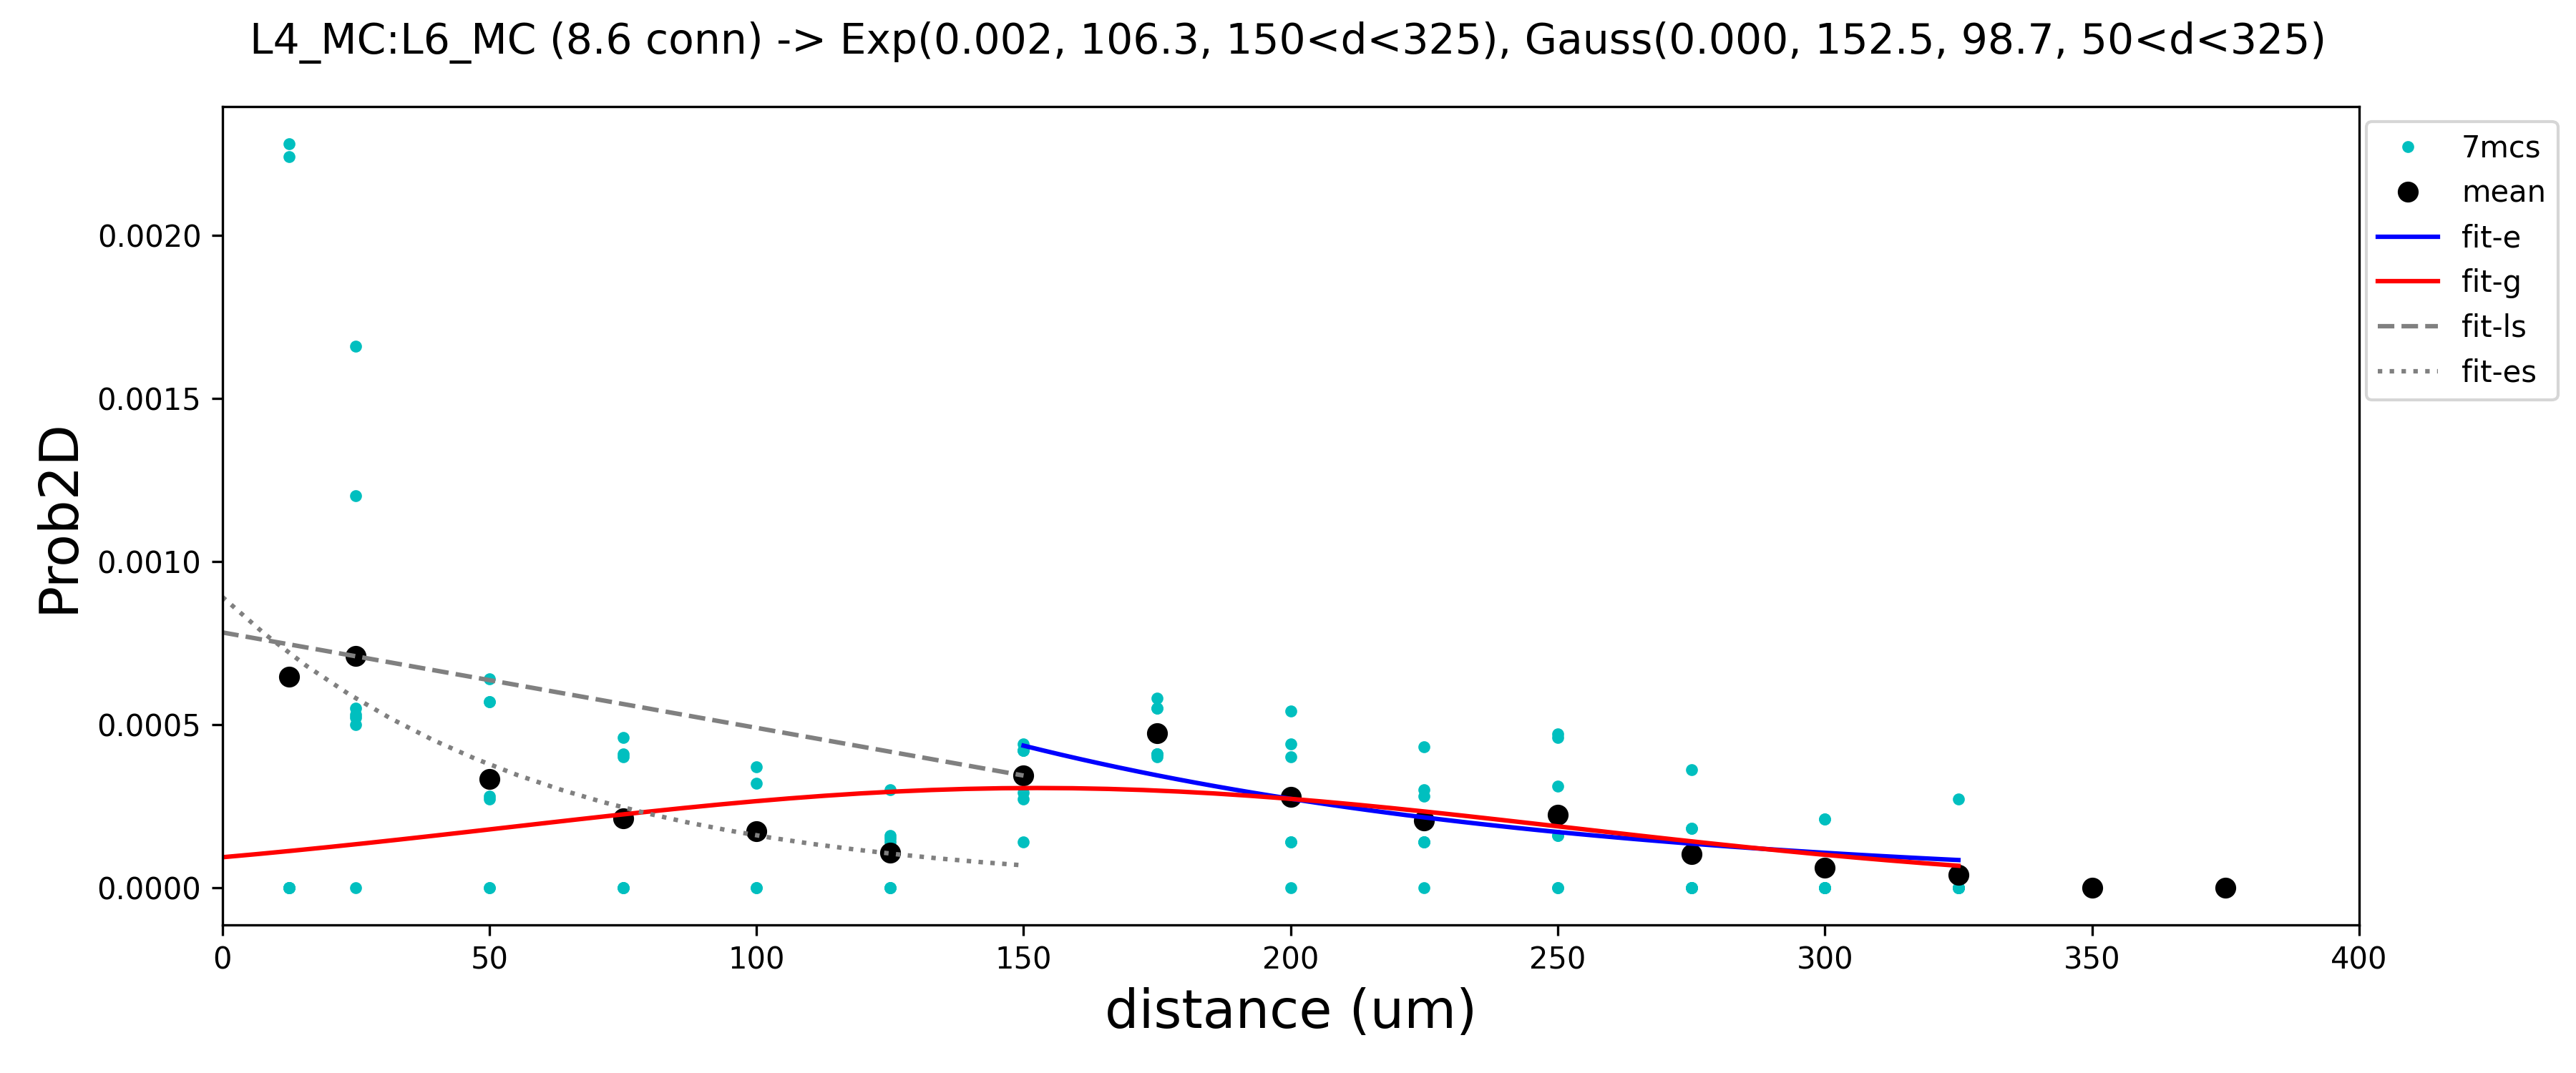 L4_MC:L6_MC (8.6 conn) -> Exp(0.002, 106.3, 150<d<325), Gauss(0.000, 152.5, 98.7, 50<d<325)
7mcs
mean
fit-e
fit-g
fit-ls
fit-es
Prob2D
0.0020
0.0015
0.0010
0.0005
0.0000
0 50 100 150 200 250 300 350 400
distance (um)